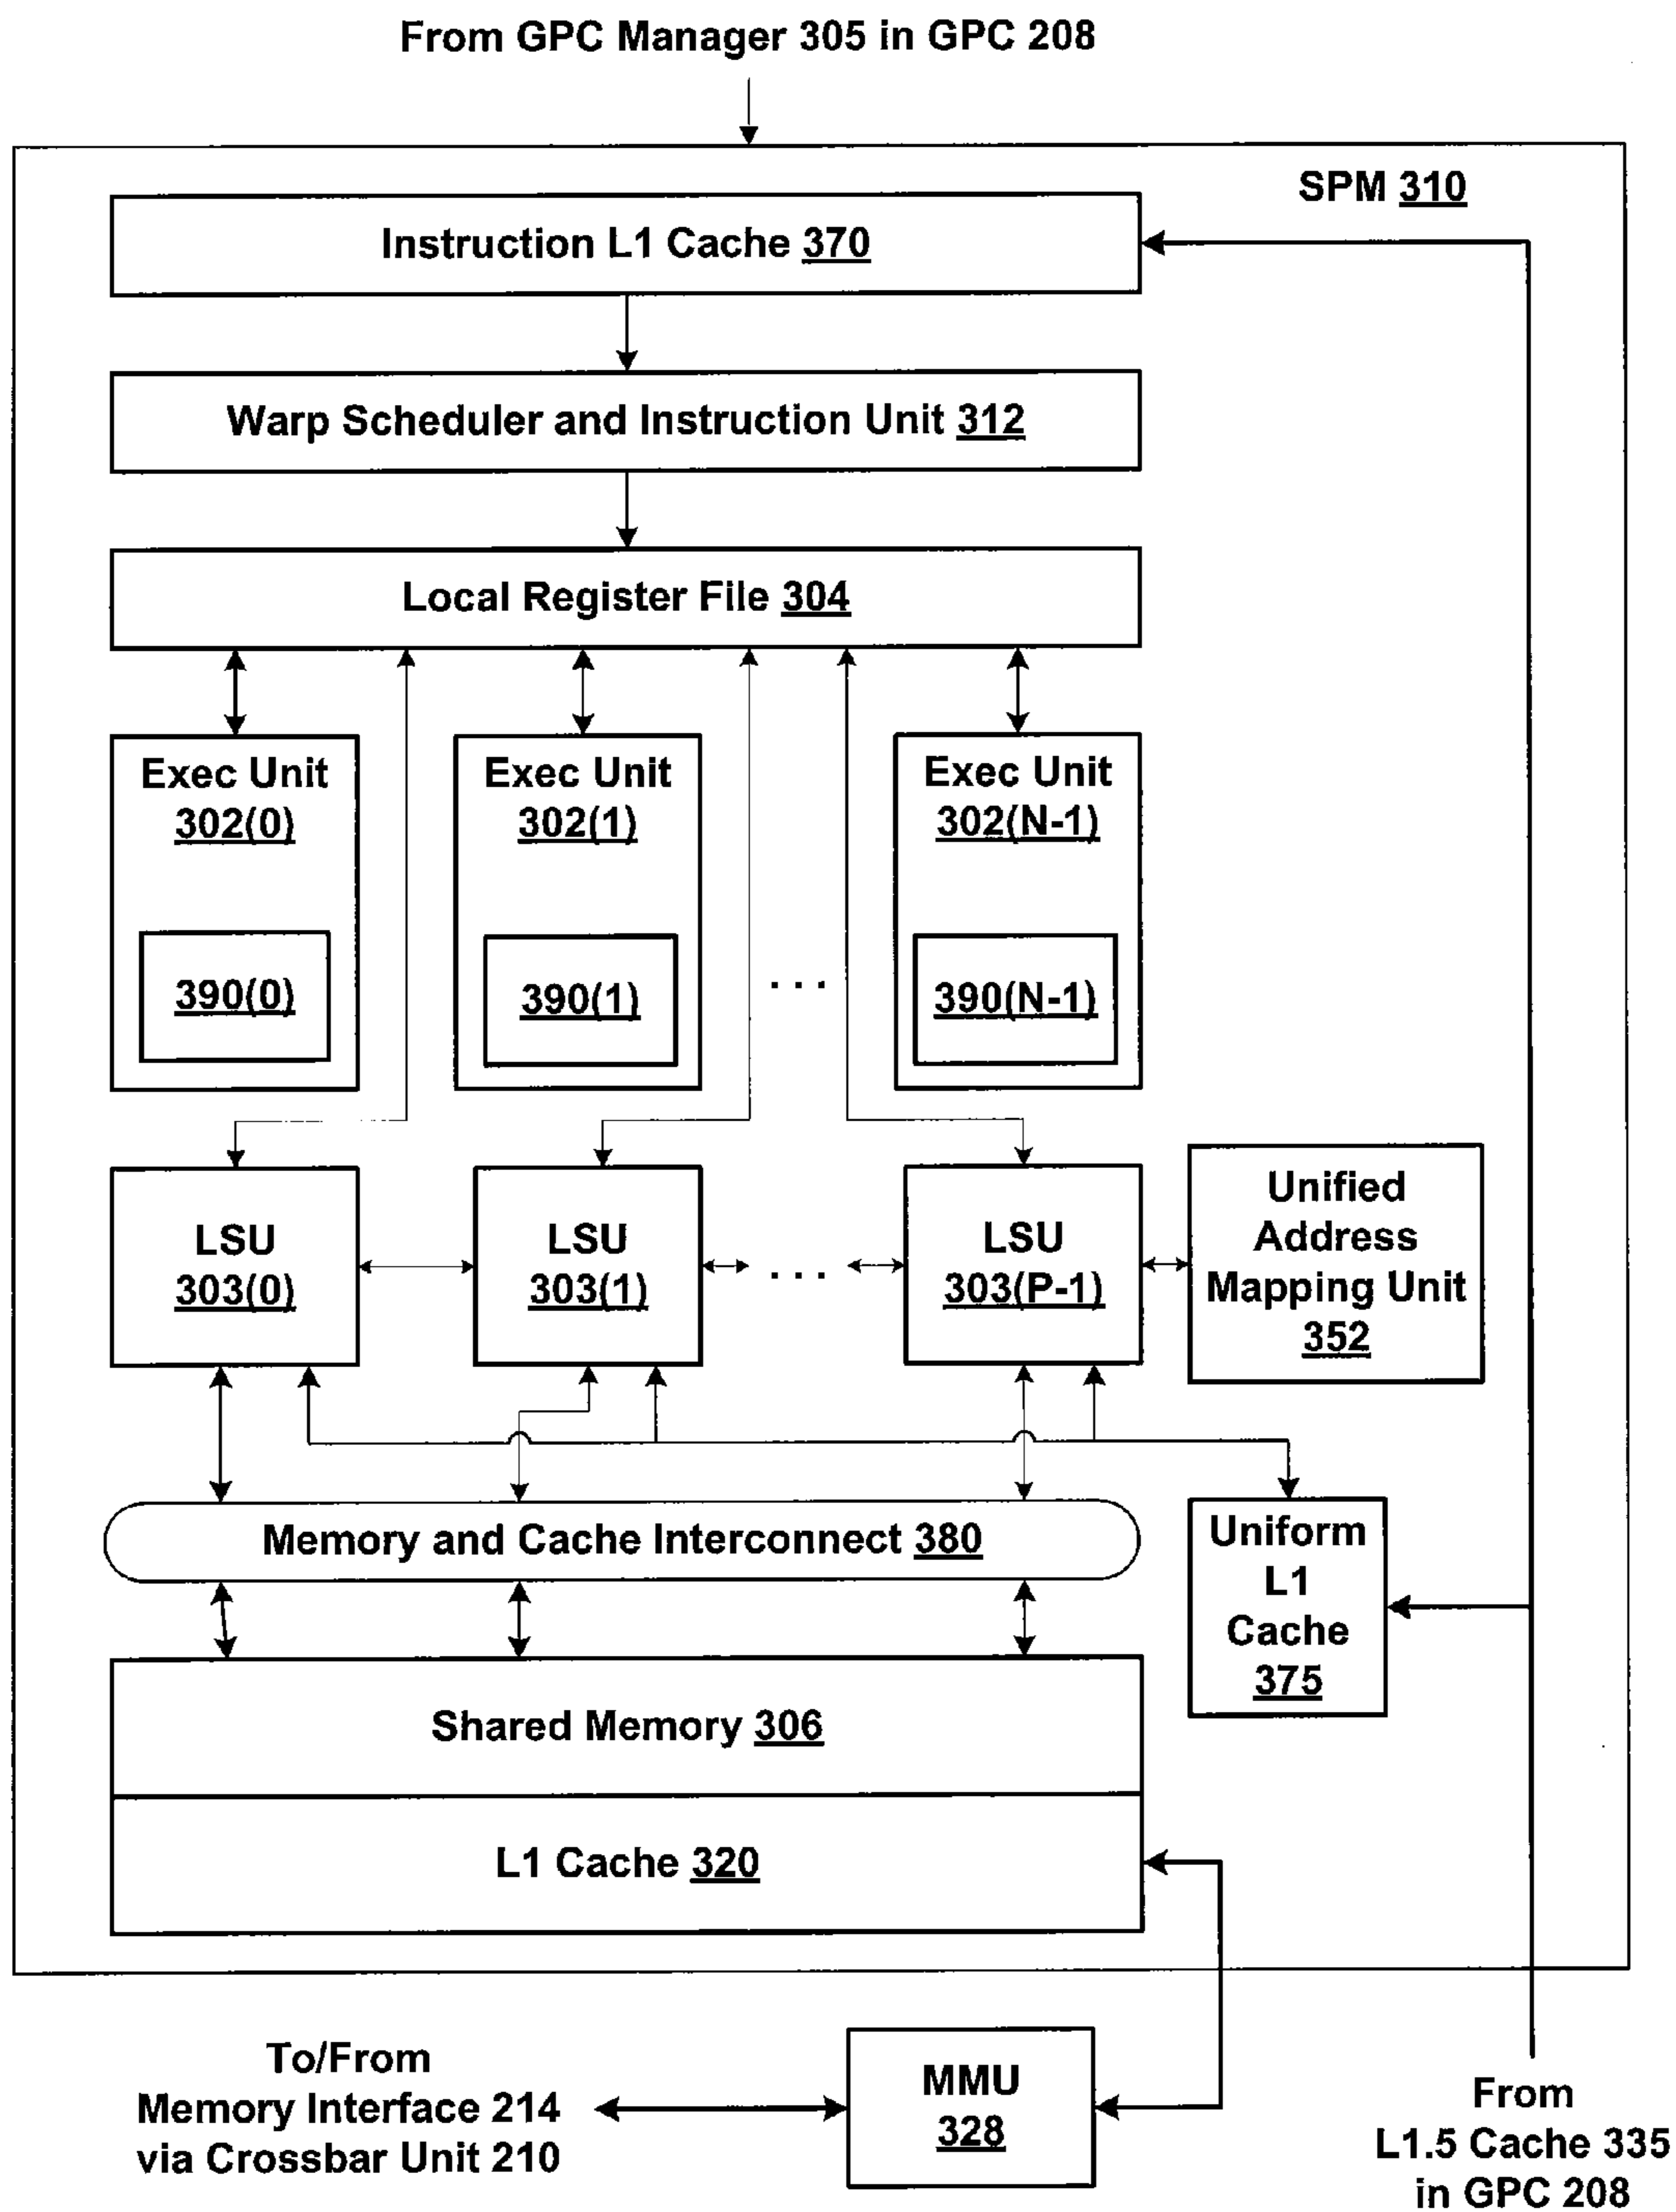 From GPC Manager 305 in GPC 208
SPM 310
Instruction L1 Cache 370
Warp Scheduler and Instruction Unit 312
Local Register File 304
Exec Unit
302(0)
390(0)
Exec Unit
302(1)
390(1)
. . .
Exec Unit
302(N-1)
390(N-1)
LSU
303(0)
LSU
303(1)
. . .
LSU
303(P-1)
Unified
Address
Mapping Unit
352
Memory and Cache Interconnect 380
Uniform
L1
Cache
375
Shared Memory 306
L1 Cache 320
To/From
Memory Interface 214
via Crossbar Unit 210
MMU
328
From
L1.5 Cache 335
in GPC 208